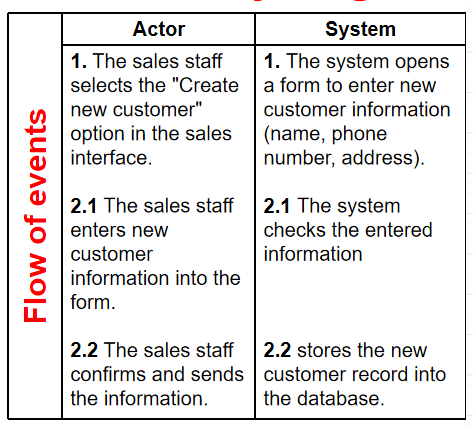 Actor
System
Flow of events
1. The sales staff
selects the "Create
new customer"
option in the sales
interface.
1. The system opens
a form to enter new
customer information
(name, phone
number, address).
2.1 The sales staff
enters new
customer
information into the
form.
2.1 The system
checks the entered
information
2.2 The sales staff
confirms and sends
the information.
2.2 stores the new
customer record into
the database.